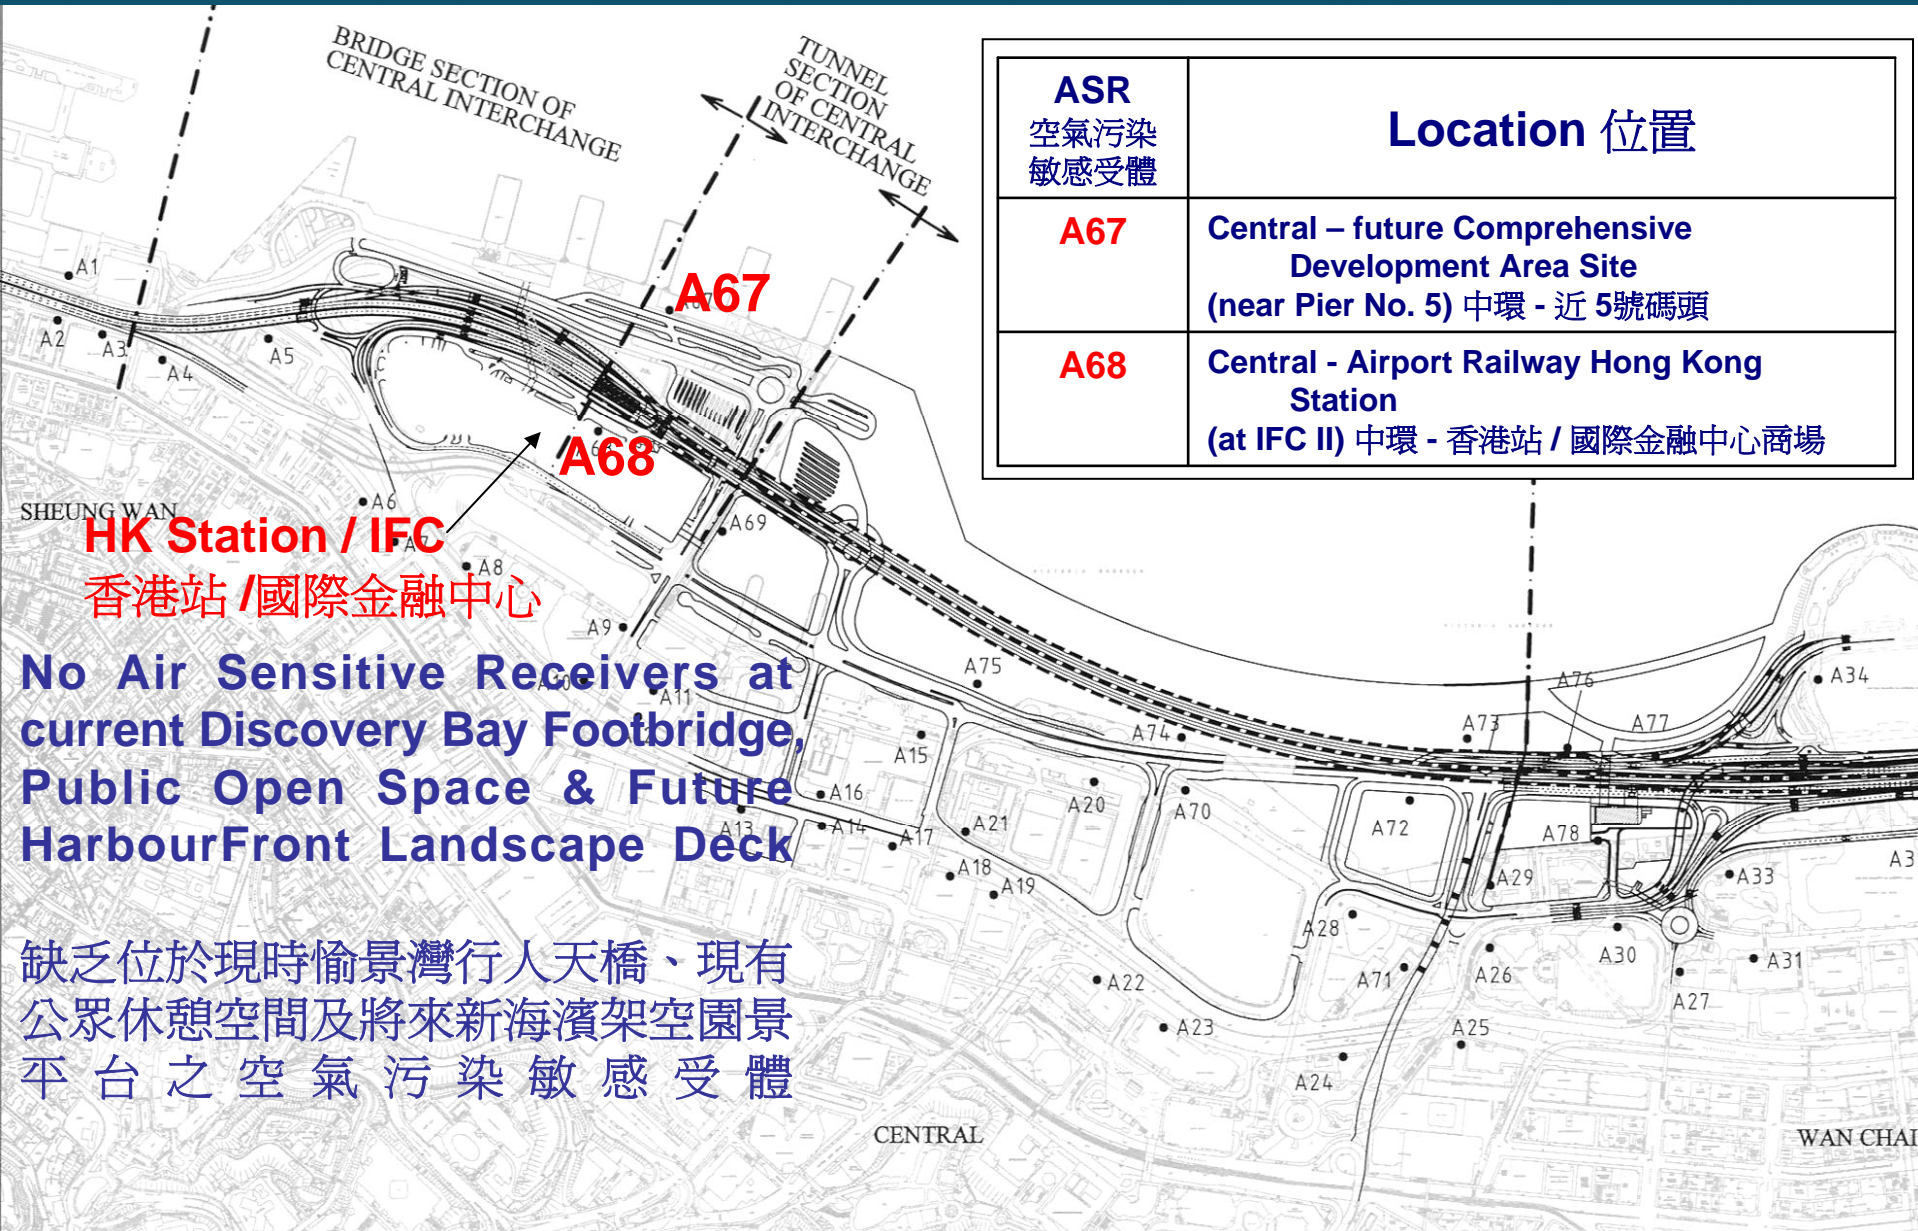 BRIDGE SECTION OF
CENTRAL INTERCHANGE
TUNNEL
SECTION
OF CENTRAL
INTERCHANGE
ASR
空氣污染
敏感受體
Location 位置
A67
Central – future Comprehensive
Development Area Site
(near Pier No. 5) 中環 - 近 5號碼頭
A68
Central - Airport Railway Hong Kong
Station
(at IFC II) 中環 - 香港站 / 國際金融中心商場
A1
A2
A3
A4
A5
A67
A68
SHEUNG WAN
A6
HK Station / IFC
A7
A8
香港站 /國際金融中心
A69
A9
No Air Sensitive Receivers at
current Discovery Bay Footbridge,
Public Open Space & Future
HarbourFront Landscape Deck
A10
A11
A13
A14
A15
A16
A17
A18
A19
A20
A21
A75
A74
A70
A72
A73
A76
A77
A34
A78
A29
A33
A3
A28
A71
A26
A30
A31
A27
A22
A23
A24
A25
缺乏位於現時愉景灣行人天橋、現有
公眾休憩空間及將來新海濱架空園景
平台之空氣污染敏感受體
CENTRAL
WAN CHAI